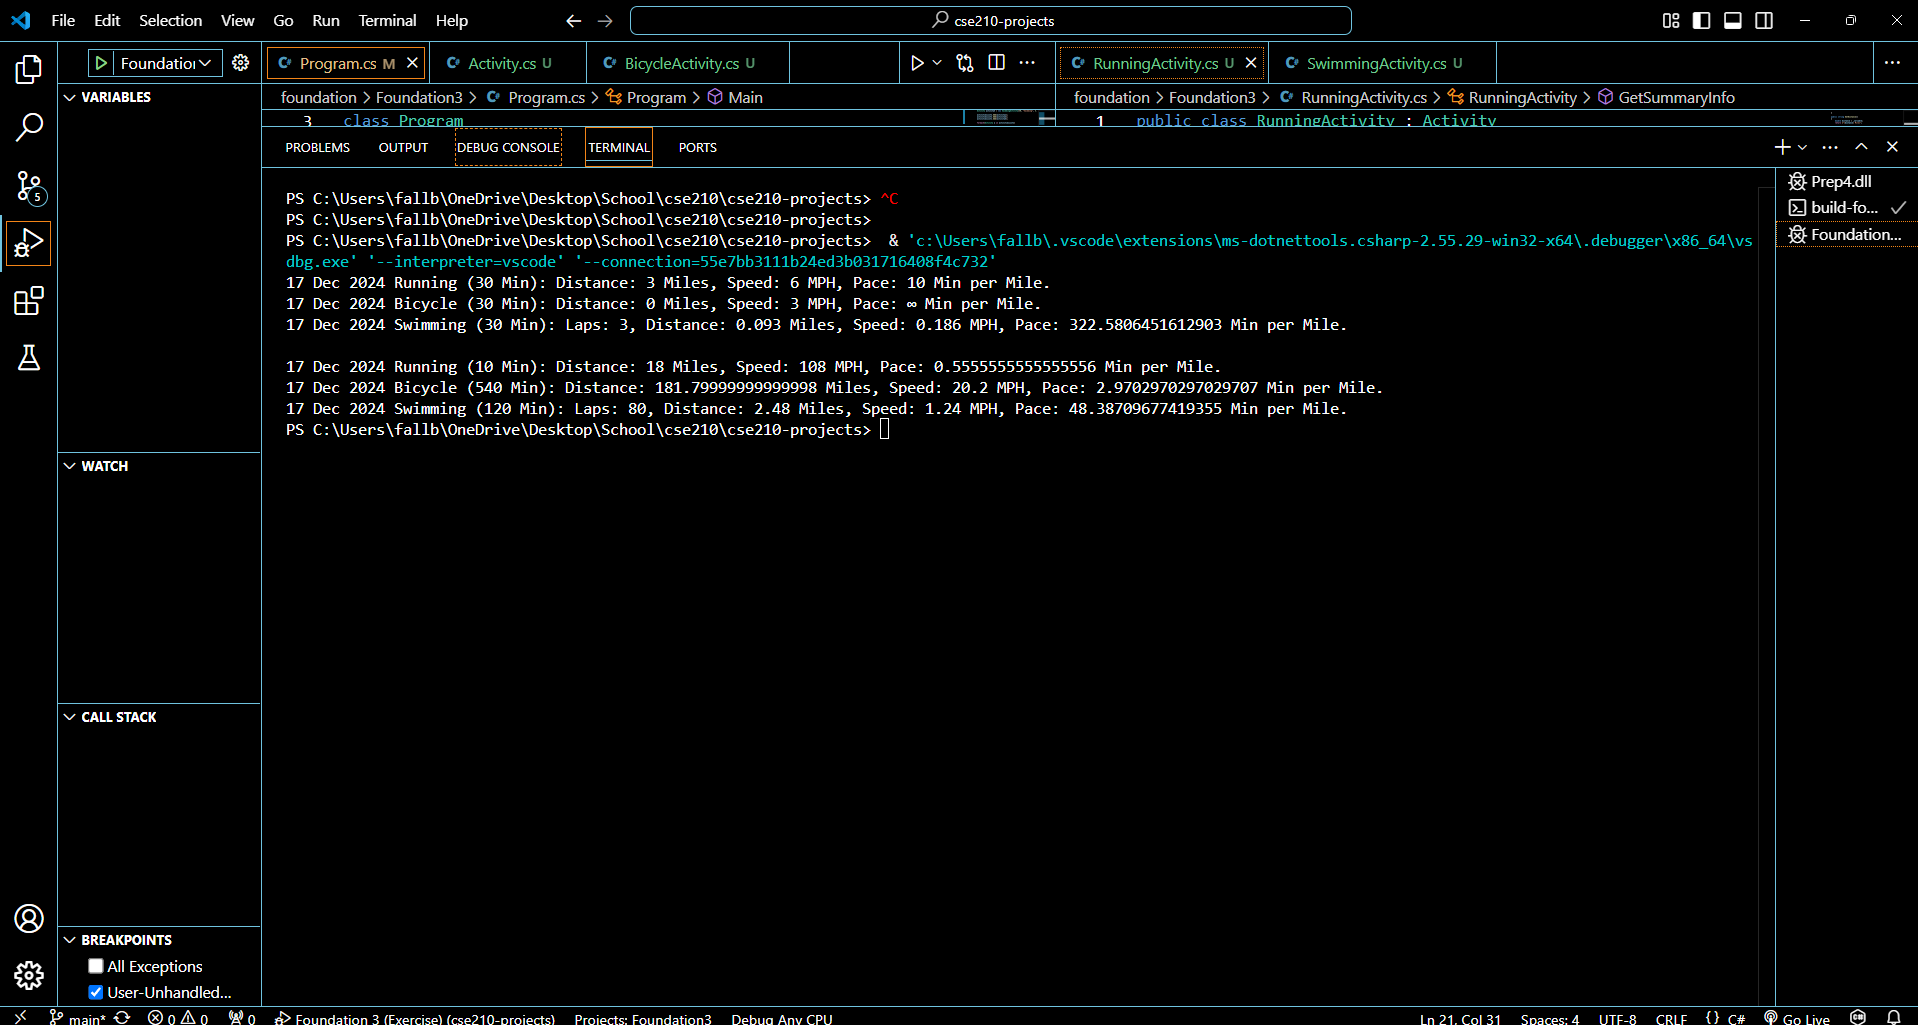 File Edit Selection View Go Run Terminal Help
cse210-projects
Foundation
Program.cs M
Activity.cs U
BicycleActivity.cs U
RunningActivity.cs U
SwimmingActivity.cs U
VARIABLES
foundation > Foundation3 > Program.cs > Program > Main
foundation > Foundation3 > RunningActivity.cs > RunningActivity > GetSummaryInfo
3 class Program
1 public class RunningActivity : Activity
PROBLEMS OUTPUT DEBUG CONSOLE TERMINAL PORTS
PS C:\Users\fallb\OneDrive\Desktop\School\cse210\cse210-projects> ^C
PS C:\Users\fallb\OneDrive\Desktop\School\cse210\cse210-projects>
PS C:\Users\fallb\OneDrive\Desktop\School\cse210\cse210-projects> & 'c:\Users\fallb\.vscode\extensions\ms-dotnettools.csharp-2.55.29-win32-x64\.debugger\x86_64\vs
dbg.exe' '--interpreter=vscode' '--connection=55e7bb3111b24ed3b031716408f4c732'
17 Dec 2024 Running (30 Min): Distance: 3 Miles, Speed: 6 MPH, Pace: 10 Min per Mile.
17 Dec 2024 Bicycle (30 Min): Distance: 0 Miles, Speed: 3 MPH, Pace: ∞ Min per Mile.
17 Dec 2024 Swimming (30 Min): Laps: 3, Distance: 0.093 Miles, Speed: 0.186 MPH, Pace: 322.5806451612903 Min per Mile.
17 Dec 2024 Running (10 Min): Distance: 18 Miles, Speed: 108 MPH, Pace: 0.5555555555555556 Min per Mile.
17 Dec 2024 Bicycle (540 Min): Distance: 181.79999999999998 Miles, Speed: 20.2 MPH, Pace: 2.9702970297029707 Min per Mile.
17 Dec 2024 Swimming (120 Min): Laps: 80, Distance: 2.48 Miles, Speed: 1.24 MPH, Pace: 48.38709677419355 Min per Mile.
PS C:\Users\fallb\OneDrive\Desktop\School\cse210\cse210-projects>
Prep4.dll
build-fo...
Foundation...
5
WATCH
CALL STACK
BREAKPOINTS
All Exceptions
User-Unhandled...
main* 0 0 0 Foundation 3 (Exercise) (cse210-projects) Projects: Foundation3 Debug Any CPU
Ln 21, Col 31 Spaces: 4 UTF-8 CRLF {} C# Go Live